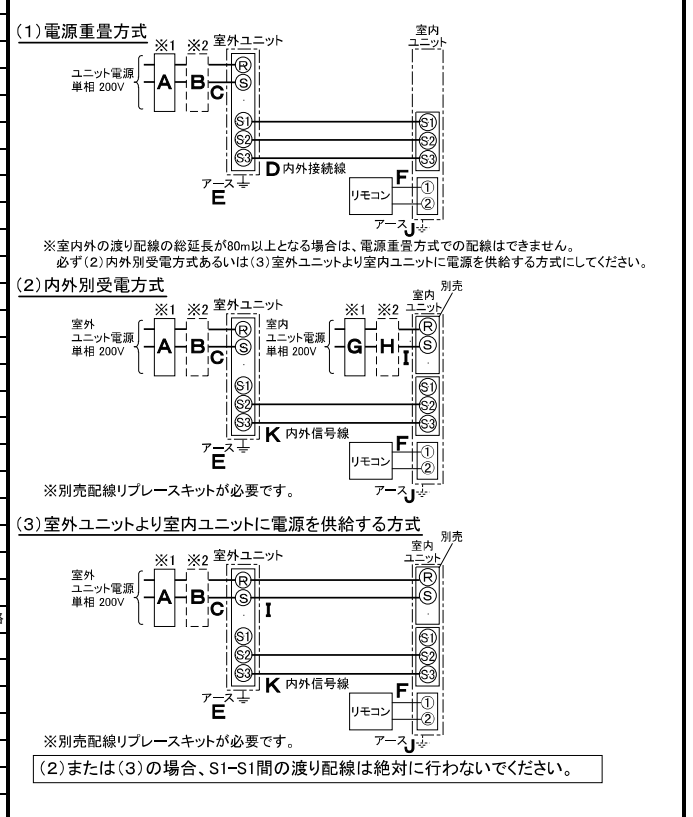 (1)電源重畳方式
※1 ※2 室外ユニット
室内
ユニット
ユニット電源
単相 200V
A B C
R
S
S1 S1
S2 S2
S3 S3
D 内外接続線
アース
E
F
リモコン
①
②
アース J
※室内外の渡り配線の総延長が80m以上となる場合は、電源重畳方式での配線はできません。
必ず(2)内外別受電方式あるいは(3)室外ユニットより室内ユニットに電源を供給する方式にしてください。
(2)内外別受電方式
別売
※1 ※2 室外ユニット ※1 ※2 室内
ユニット
室外
ユニット電源
単相 200V
A B C
R
S
室内
ユニット電源
単相 200V
G H I
R
S
S1 S1
S2 S2
S3 S3
K 内外信号線
アース
E
F
リモコン
①
②
アース J
※別売配線リプレースキットが必要です。
(3)室外ユニットより室内ユニットに電源を供給する方式
別売
※1 ※2 室外ユニット
室内
ユニット
室外
ユニット電源
単相 200V
A B C
R R
S S
I
S1 S1
S2 S2
S3 S3
K 内外信号線
アース
E
F
リモコン
①
②
アース J
※別売配線リプレースキットが必要です。
(2)または(3)の場合、S1-S1間の渡り配線は絶対に行わないでください。